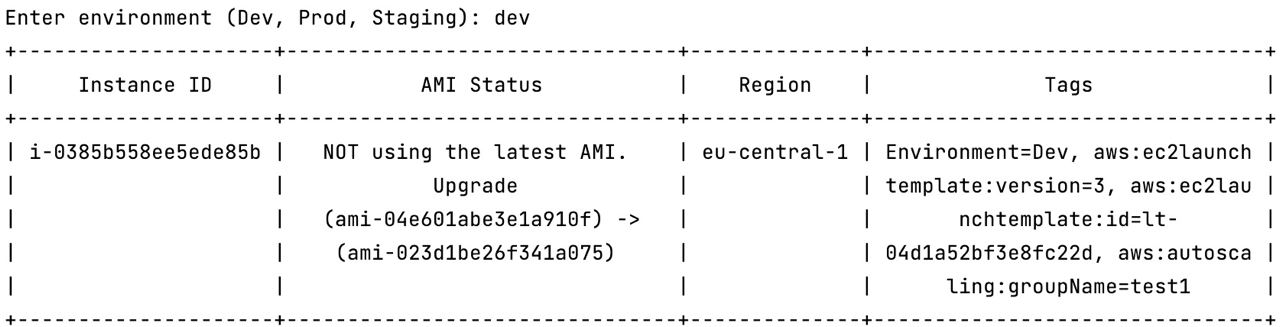 Enter environment (Dev, Prod, Staging): dev
+---------------------+--------------------------------+--------------+--------------------------------+
|     Instance ID     |           AMI Status           |    Region    |              Tags              |
+---------------------+--------------------------------+--------------+--------------------------------+
| i-0385b558ee5ede85b |   NOT using the latest AMI.    | eu-central-1 | Environment=Dev, aws:ec2launch |
|                     |            Upgrade             |              | template:version=3, aws:ec2lau |
|                     |   (ami-04e601abe3e1a910f) ->   |              |       nchtemplate:id=lt-       |
|                     |    (ami-023d1be26f341a075)     |              | 04d1a52bf3e8fc22d, aws:autosca |
|                     |                                |              |      ling:groupName=test1      |
+---------------------+--------------------------------+--------------+--------------------------------+